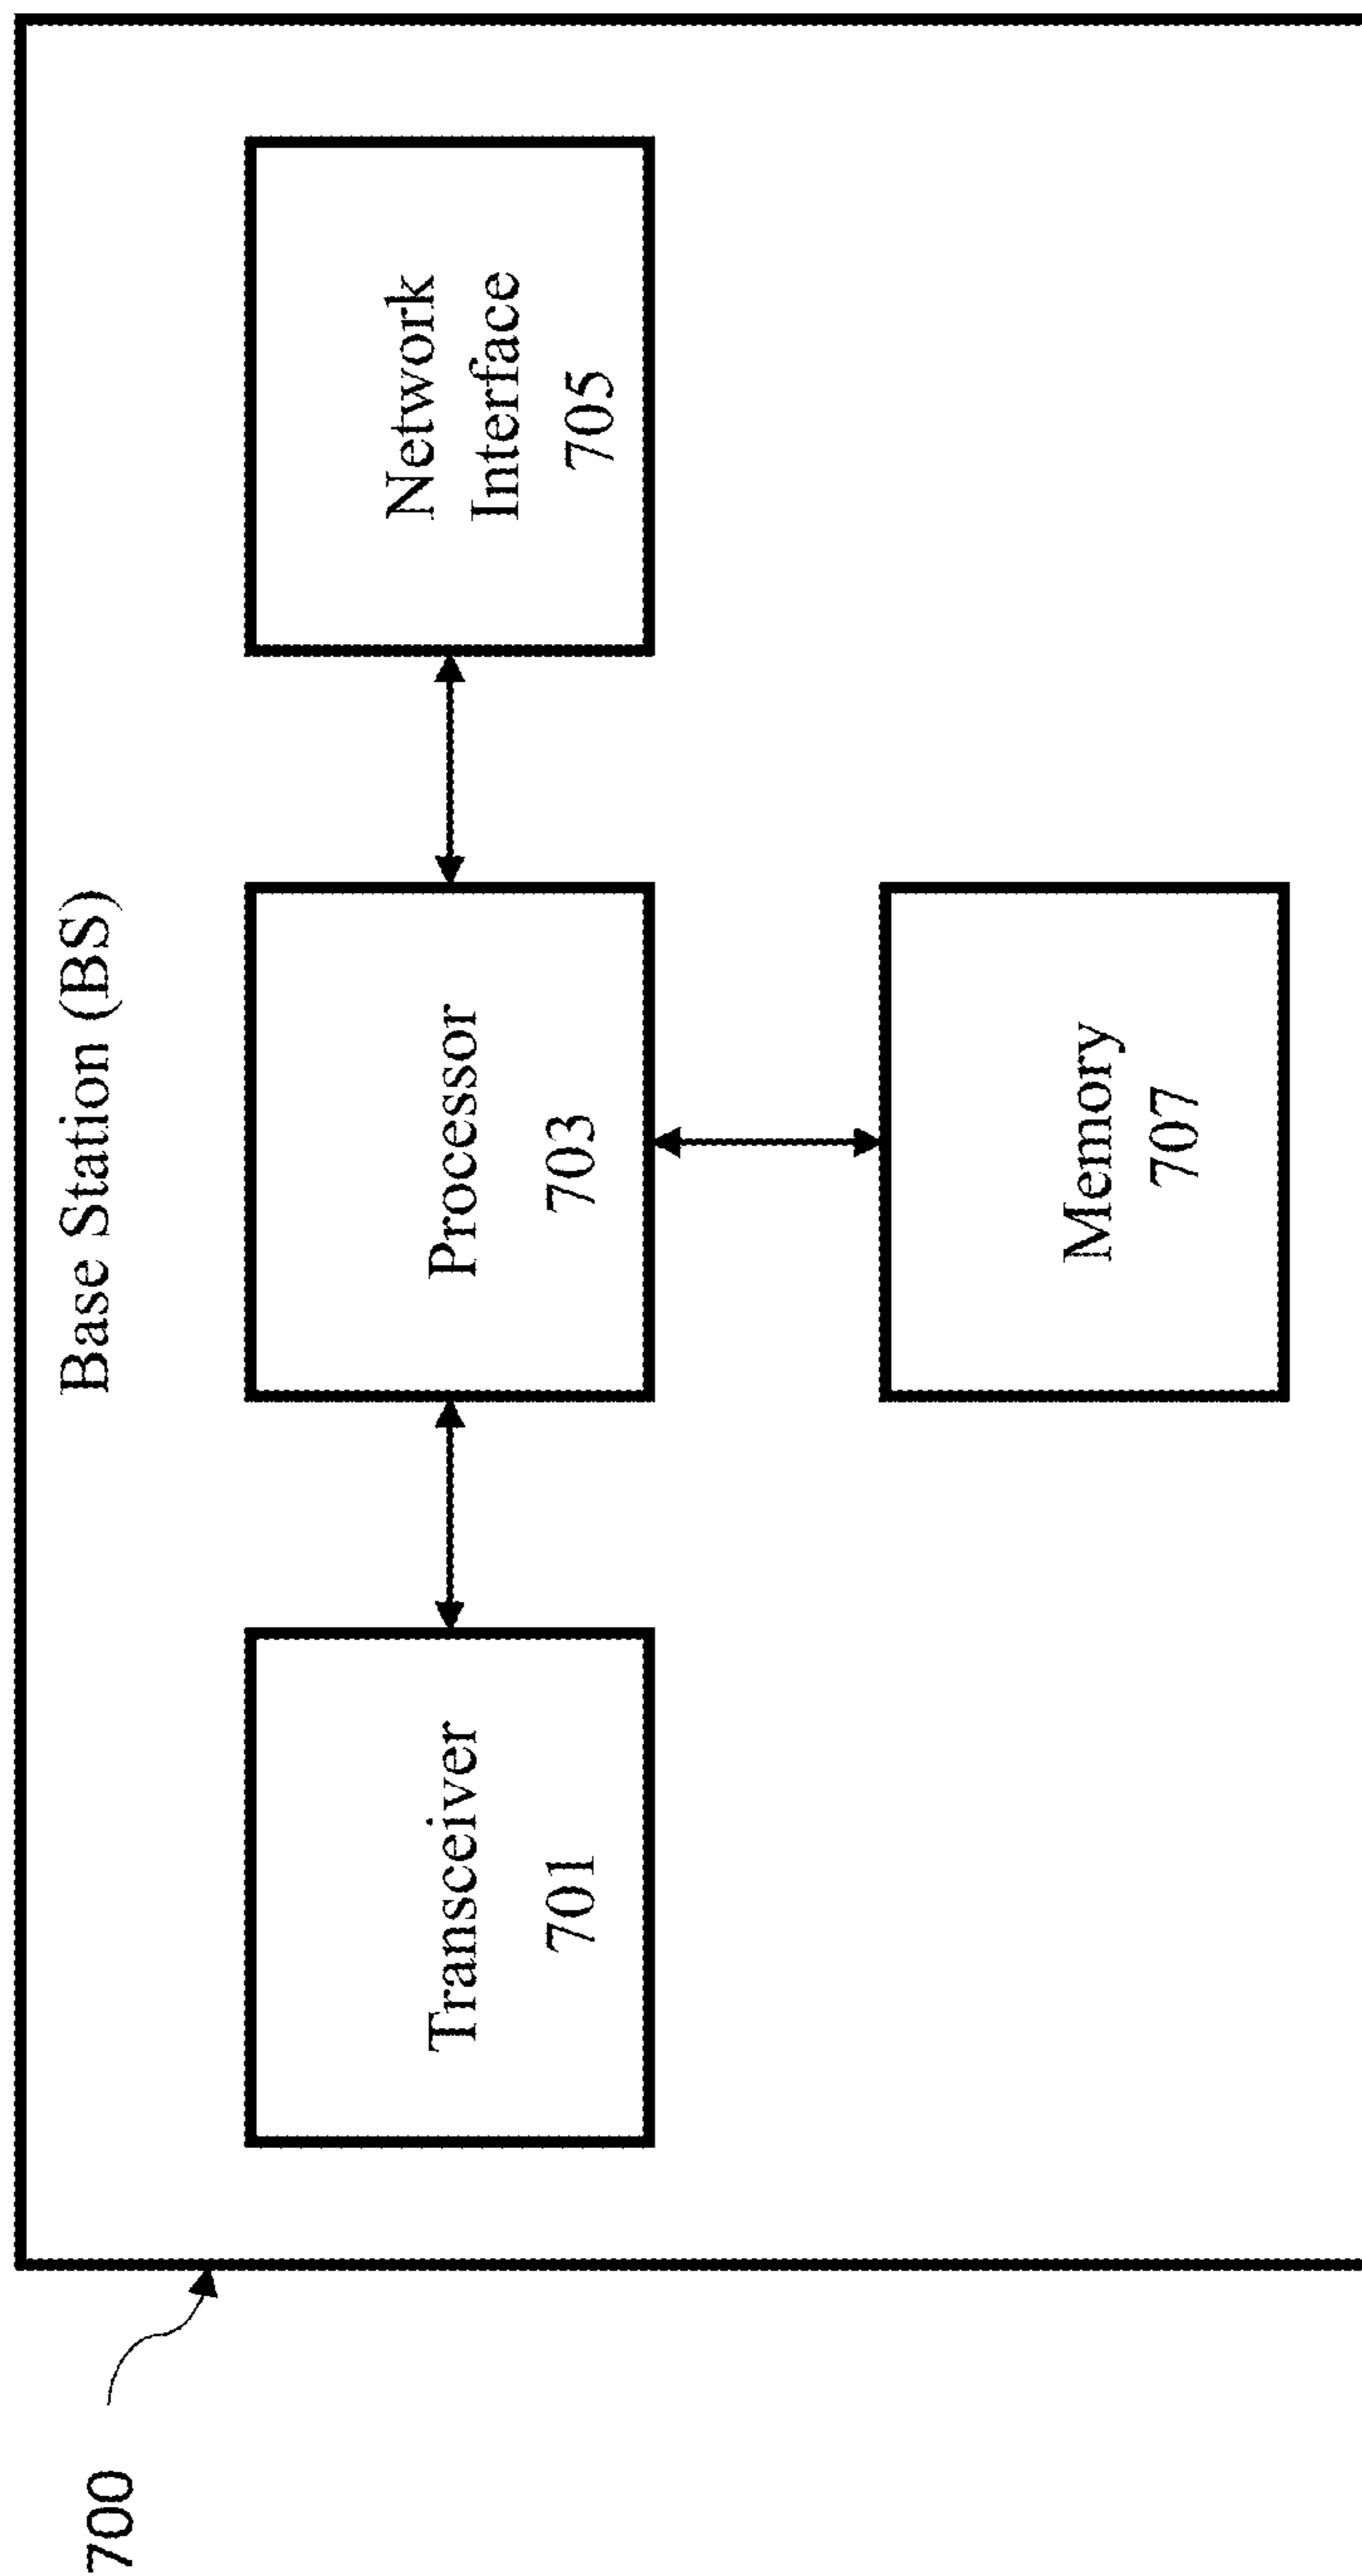 700
Base Station (BS)
Transceiver
701
Processor
703
Network
Interface
705
Memory
707